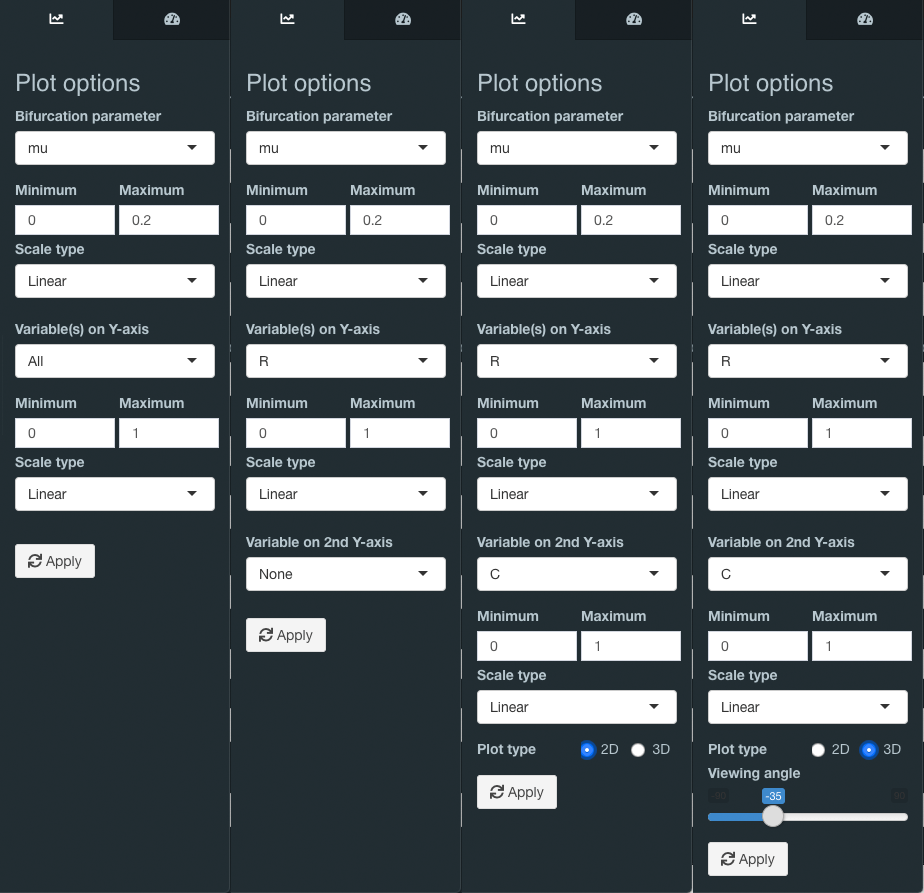 Plot options
Bifurcation parameter
mu
Minimum Maximum
0 0.2
Scale type
Linear
Variable(s) on Y-axis
All
Minimum Maximum
0 1
Scale type
Linear
Apply
Plot options
Bifurcation parameter
mu
Minimum Maximum
0 0.2
Scale type
Linear
Variable(s) on Y-axis
R
Minimum Maximum
0 1
Scale type
Linear
Variable on 2nd Y-axis
None
Apply
Plot options
Bifurcation parameter
mu
Minimum Maximum
0 0.2
Scale type
Linear
Variable(s) on Y-axis
R
Minimum Maximum
0 1
Scale type
Linear
Variable on 2nd Y-axis
C
Minimum Maximum
0 1
Scale type
Linear
Plot type 2D 3D
Apply
Plot options
Bifurcation parameter
mu
Minimum Maximum
0 0.2
Scale type
Linear
Variable(s) on Y-axis
R
Minimum Maximum
0 1
Scale type
Linear
Variable on 2nd Y-axis
C
Minimum Maximum
0 1
Scale type
Linear
Plot type 2D 3D
Viewing angle
-90 -35 90
Apply